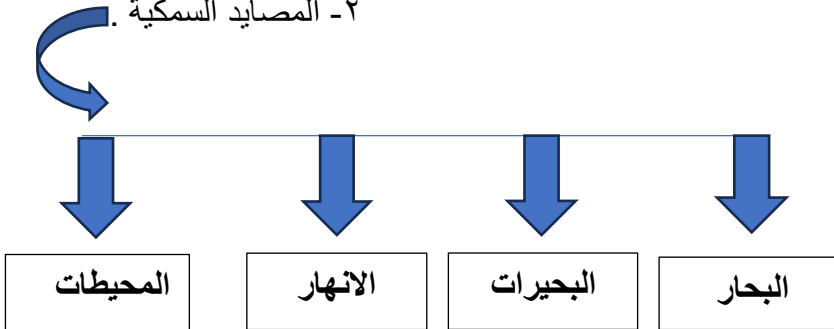 ٢- المصايد السمكية .
البحار
البحيرات
الانهار
المحيطات